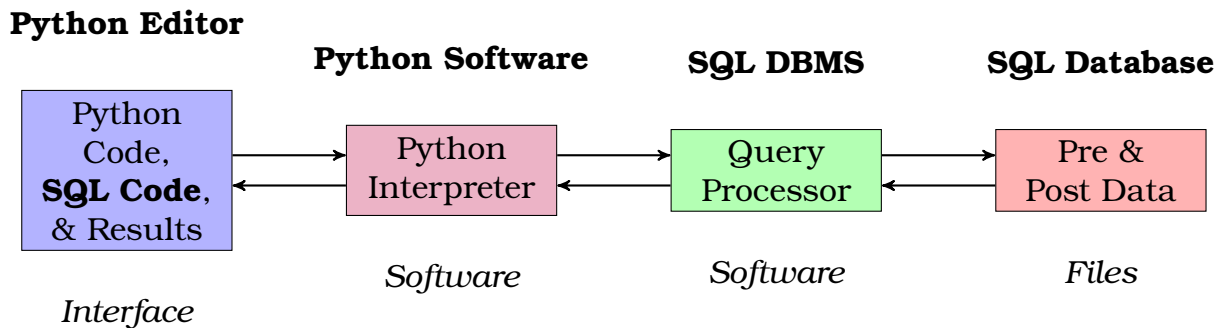 Python Editor
Python Software
SQL DBMS
SQL Database
Python
Code,
SQL Code,
& Results
Python
Interpreter
Query
Processor
Pre &
Post Data
Interface
Software
Software
Files